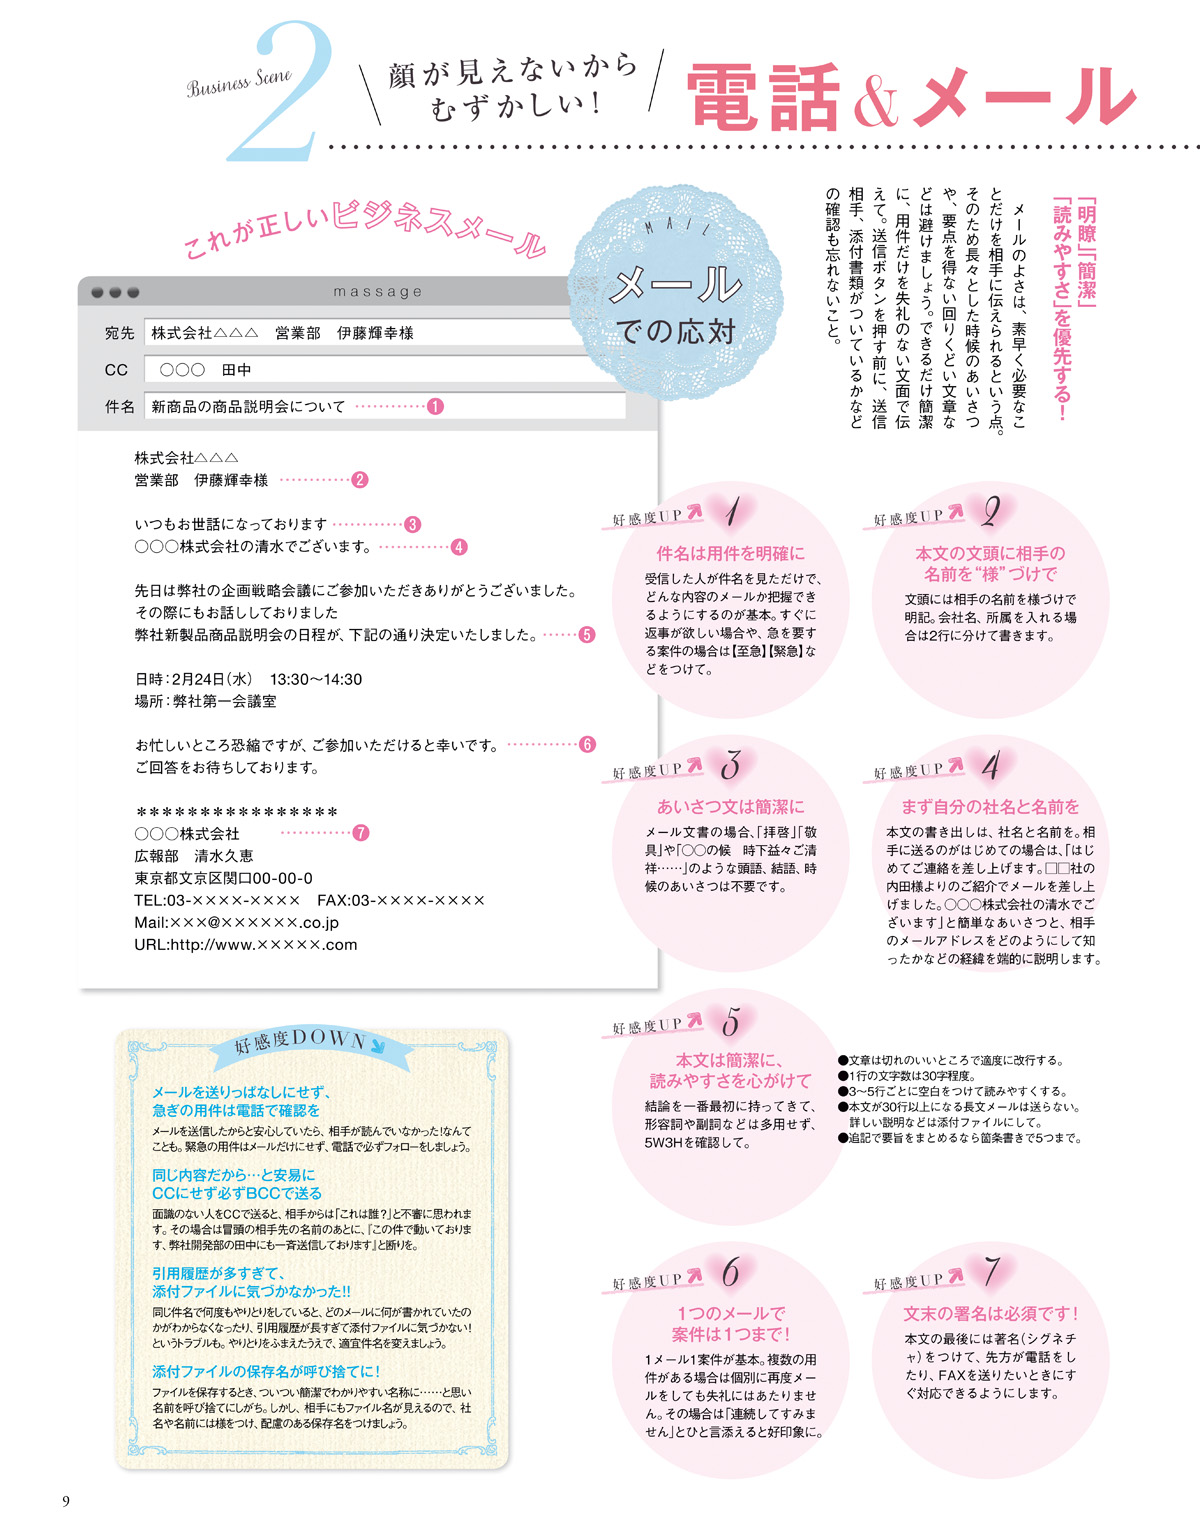 Business Scene
2
顔が見えないから
むずかしい！
電話&メール
「明瞭」「簡潔」
「読みやすさ」を優先する！
メールのよさは、素早く必要なこ
とだけを相手に伝えられるという点。
そのため長々とした時候のあいさつ
や、要点を得ない回りくどい文章な
どは避けましょう。できるだけ簡潔
に、用件だけを失礼のない文面で伝
えて。送信ボタンを押す前に、送信
相手、添付書類がついているかなど
の確認も忘れないこと。
MAIL
メール
での応対
これが正しいビジネスメール
massage
宛先 株式会社△△△　営業部　伊藤輝幸様
CC 〇〇〇　田中
件名 新商品の商品説明会について …………❶
株式会社△△△
営業部　伊藤輝幸様 …………❷
いつもお世話になっております …………❸
〇〇〇株式会社の清水でございます。…………❹
先日は弊社の企画戦略会議にご参加いただきありがとうございました。
その際にもお話ししておりました
弊社新製品商品説明会の日程が、下記の通り決定いたしました。……❺
日時：2月24日（水）　13:30〜14:30
場所：弊社第一会議室
お忙しいところ恐縮ですが、ご参加いただけると幸いです。…………❻
ご回答をお待ちしております。
＊＊＊＊＊＊＊＊＊＊＊＊＊＊＊＊
〇〇〇株式会社 …………❼
広報部　清水久恵
東京都文京区関口00-00-0
TEL:03-××××-××××　FAX:03-××××-××××
Mail:×××@××××××.co.jp
URL:http://www.×××××.com
好感度UP 1
件名は用件を明確に
受信した人が件名を見ただけで、
どんな内容のメールか把握でき
るようにするのが基本。すぐに
返事が欲しい場合や、急を要す
る案件の場合は【至急】【緊急】な
どをつけて。
好感度UP 2
本文の文頭に相手の
名前を“様”づけで
文頭には相手の名前を様づけで
明記。会社名、所属を入れる場
合は2行に分けて書きます。
好感度UP 3
あいさつ文は簡潔に
メール文書の場合、「拝啓」「敬
具」や「〇〇の候　時下益々ご清
祥……」のような頭語、結語、時
候のあいさつは不要です。
好感度UP 4
まず自分の社名と名前を
本文の書き出しは、社名と名前を。相
手に送るのがはじめての場合は、「はじ
めてご連絡を差し上げます。□□社の
内田様よりのご紹介でメールを差し上
げました。〇〇〇株式会社の清水でご
ざいます」と簡単なあいさつと、相手
のメールアドレスをどのようにして知
ったかなどの経緯を端的に説明します。
好感度UP 5
本文は簡潔に、
読みやすさを心がけて
結論を一番最初に持ってきて、
形容詞や副詞などは多用せず、
5W3Hを確認して。
●文章は切れのいいところで適度に改行する。
●1行の文字数は30字程度。
●3〜5行ごとに空白をつけて読みやすくする。
●本文が30行以上になる長文メールは送らない。
詳しい説明などは添付ファイルにして。
●追記で要旨をまとめるなら箇条書きで5つまで。
好感度UP 6
1つのメールで
案件は1つまで！
1メール1案件が基本。複数の用
件がある場合は個別に再度メー
ルをしても失礼にはあたりませ
ん。その場合は「連続してすみま
せん」とひと言添えると好印象に。
好感度UP 7
文末の署名は必須です！
本文の最後には署名（シグネチ
ャ）をつけて、先方が電話をし
たり、FAXを送りたいときにす
ぐ対応できるようにします。
好感度DOWN
メールを送りっぱなしにせず、
急ぎの用件は電話で確認を
メールを送信したからと安心していたら、相手が読んでいなかった！なんて
ことも。緊急の用件はメールだけにせず、電話で必ずフォローをしましょう。
同じ内容だから…と安易に
CCにせず必ずBCCで送る
面識のない人をCCで送ると、相手からは「これは誰？」と不審に思われま
す。その場合は冒頭の相手先の名前のあとに、『この件で動いておりま
す、弊社開発部の田中にも一斉送信しております』と断りを。
引用履歴が多すぎて、
添付ファイルに気づかなかった!!
同じ件名で何度もやりとりをしていると、どのメールに何が書かれていたの
かがわからなくなったり、引用履歴が長すぎて添付ファイルに気づかない！
というトラブルも。やりとりをふまえたうえで、適宜件名を変えましょう。
添付ファイルの保存名が呼び捨てに！
ファイルを保存するとき、ついつい簡潔でわかりやすい名称に……と思い
名前を呼び捨てにしがち。しかし、相手にもファイル名が見えるので、社
名や名前には様をつけ、配慮のある保存名をつけましょう。
9